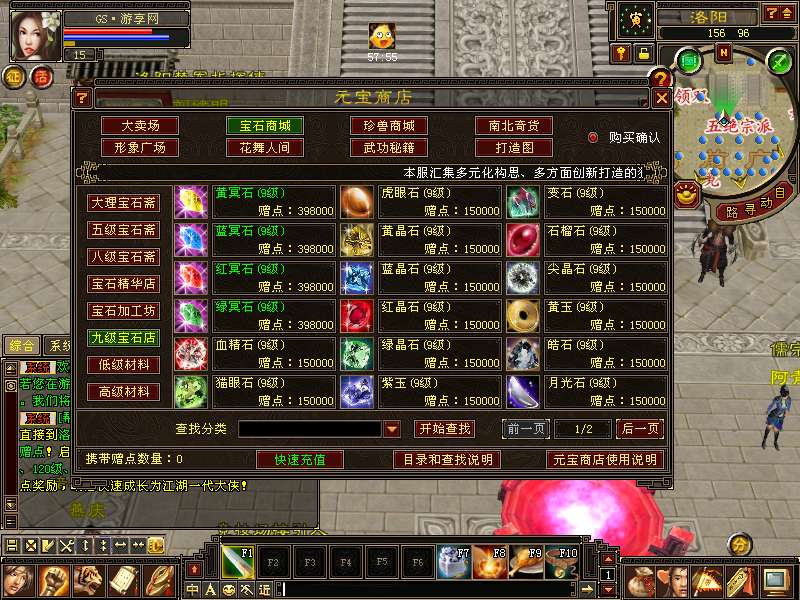 GS·游享网
15
57:55
洛阳
156 96
N
征 活
元宝商店
大卖场 宝石商城 珍兽商城 南北奇货
形象广场 花舞人间 武功秘籍 打造图
购买确认
本服汇集多元化构思、多方面创新打造的
大理宝石斋
五级宝石斋
八级宝石斋
宝石精华店
宝石加工坊
九级宝石店
低级材料
高级材料
黄冥石(9级) 赠点:398000
虎眼石(9级) 赠点:150000
变石(9级) 赠点:150000
蓝冥石(9级) 赠点:398000
黄晶石(9级) 赠点:150000
石榴石(9级) 赠点:150000
红冥石(9级) 赠点:398000
蓝晶石(9级) 赠点:150000
尖晶石(9级) 赠点:150000
绿冥石(9级) 赠点:398000
红晶石(9级) 赠点:150000
黄玉(9级) 赠点:150000
血精石(9级) 赠点:150000
绿晶石(9级) 赠点:150000
皓石(9级) 赠点:150000
猫眼石(9级) 赠点:150000
紫玉(9级) 赠点:150000
月光石(9级) 赠点:150000
查找分类 开始查找 前一页 1/2 后一页
携带赠点数量:0 快速充值 目录和查找说明 元宝商店使用说明
五绝宗派
自动寻路
综合 系统
欢
若您在游
。我们将
直接到洛
赠点! 启
、120级
点奖励,
快速成长为江湖一代大侠!
F1 F2 F3 F4 F5 F6 F7 F8 F9 F10
1
中 A 近